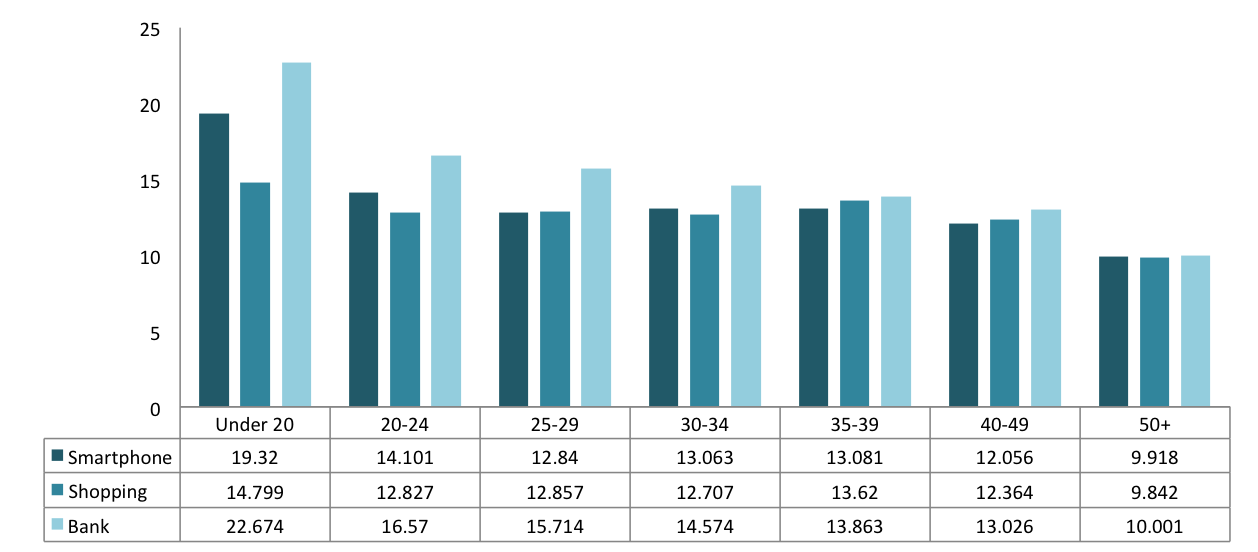 25
20
15
10
5
0
Under 20 20-24 25-29 30-34 35-39 40-49 50+
Smartphone 19.32 14.101 12.84 13.063 13.081 12.056 9.918
Shopping 14.799 12.827 12.857 12.707 13.62 12.364 9.842
Bank 22.674 16.57 15.714 14.574 13.863 13.026 10.001